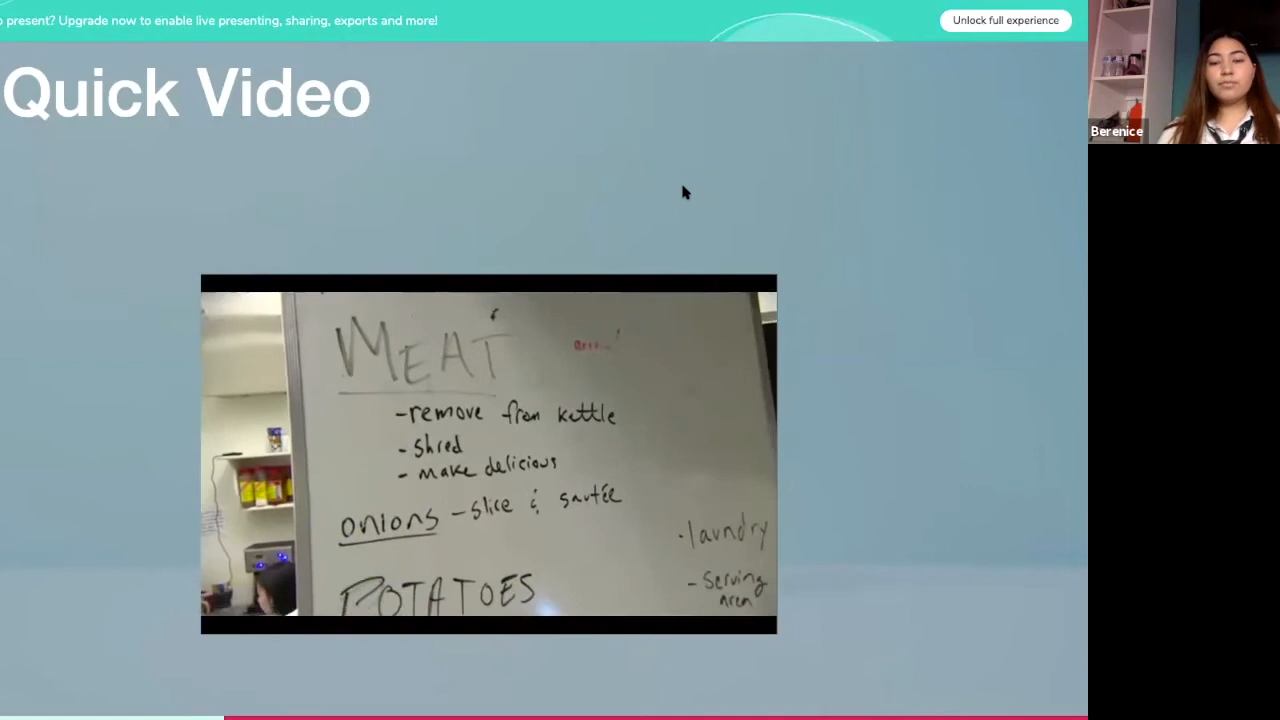 o present? Upgrade now to enable live presenting, sharing, exports and more!
Unlock full experience
Quick Video
Berenice
MEAT
-remove from kettle
-shred
-make delicious
onions -slice & sautée
POTATOES
·laundry
-Serving
area